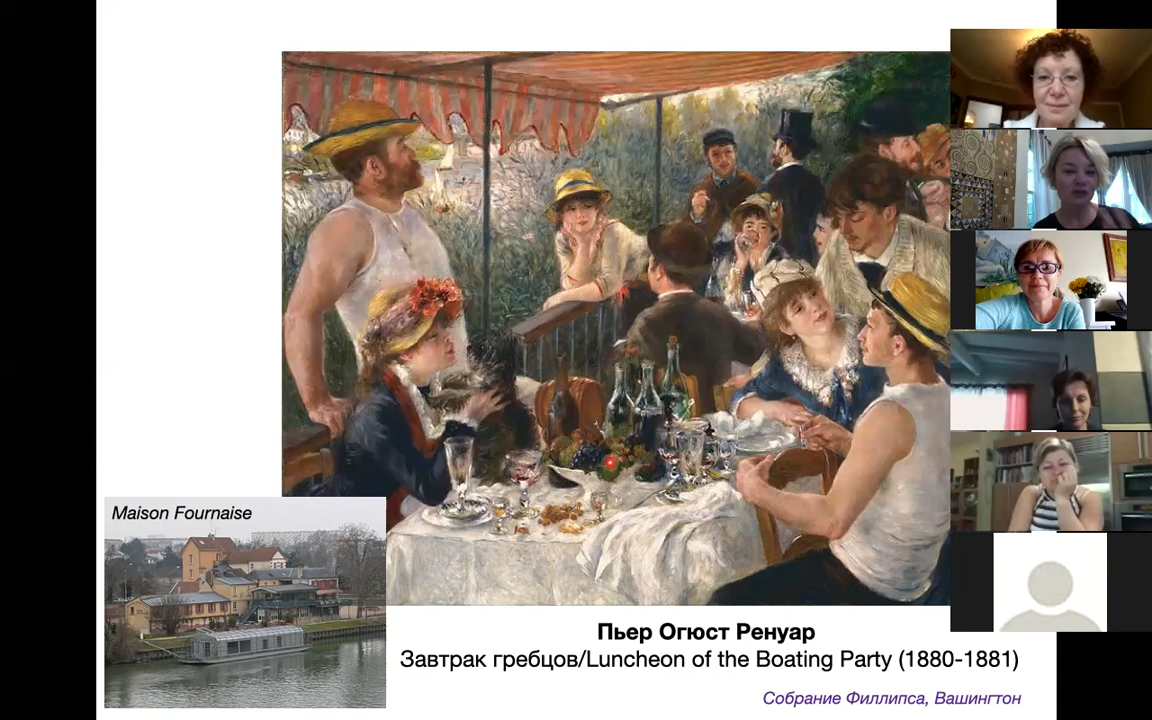 Maison Fournaise
Пьер Огюст Ренуар
Завтрак гребцов/Luncheon of the Boating Party (1880-1881)
Собрание Филлипса, Вашингтон